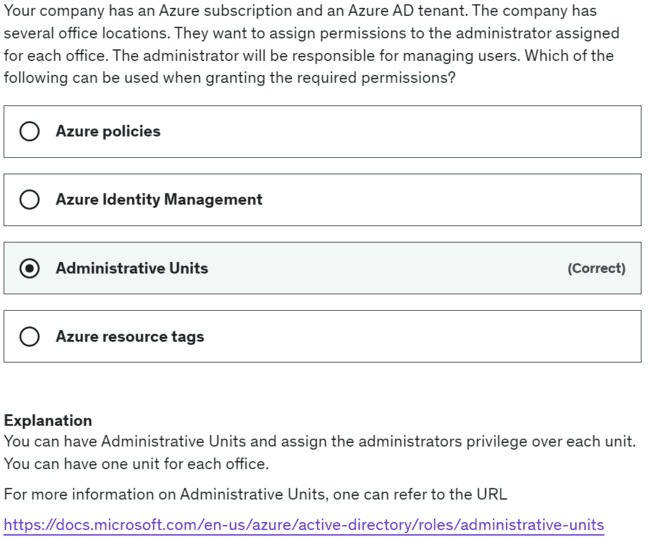 Your company has an Azure subscription and an Azure AD tenant. The company has
several office locations. They want to assign permissions to the administrator assigned
for each office. The administrator will be responsible for managing users. Which of the
following can be used when granting the required permissions?
Azure policies
Azure Identity Management
Administrative Units (Correct)
Azure resource tags
Explanation
You can have Administrative Units and assign the administrators privilege over each unit.
You can have one unit for each office.
For more information on Administrative Units, one can refer to the URL
https://docs.microsoft.com/en-us/azure/active-directory/roles/administrative-units